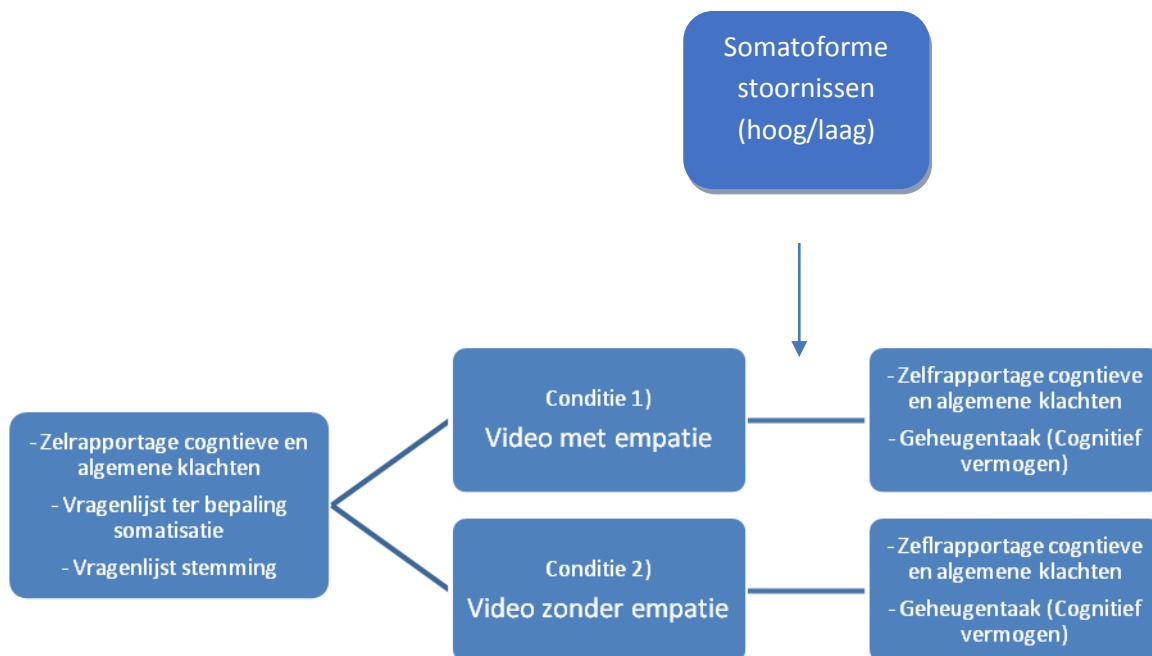 Somatoforme
stoornissen
(hoog/laag)
- Zelrapportage cogntieve en
algemene klachten
- Vragenlijst ter bepaling
somatisatie
- Vragenlijst stemming
Conditie 1)
Video met empatie
- Zelfrapportage cogntieve
en algemene klachten
- Geheugentaak (Cognitief
vermogen)
Conditie 2)
Video zonder empatie
- Zeflrapportage cogntieve
en algemene klachten
- Geheugentaak (Cognitief
vermogen)